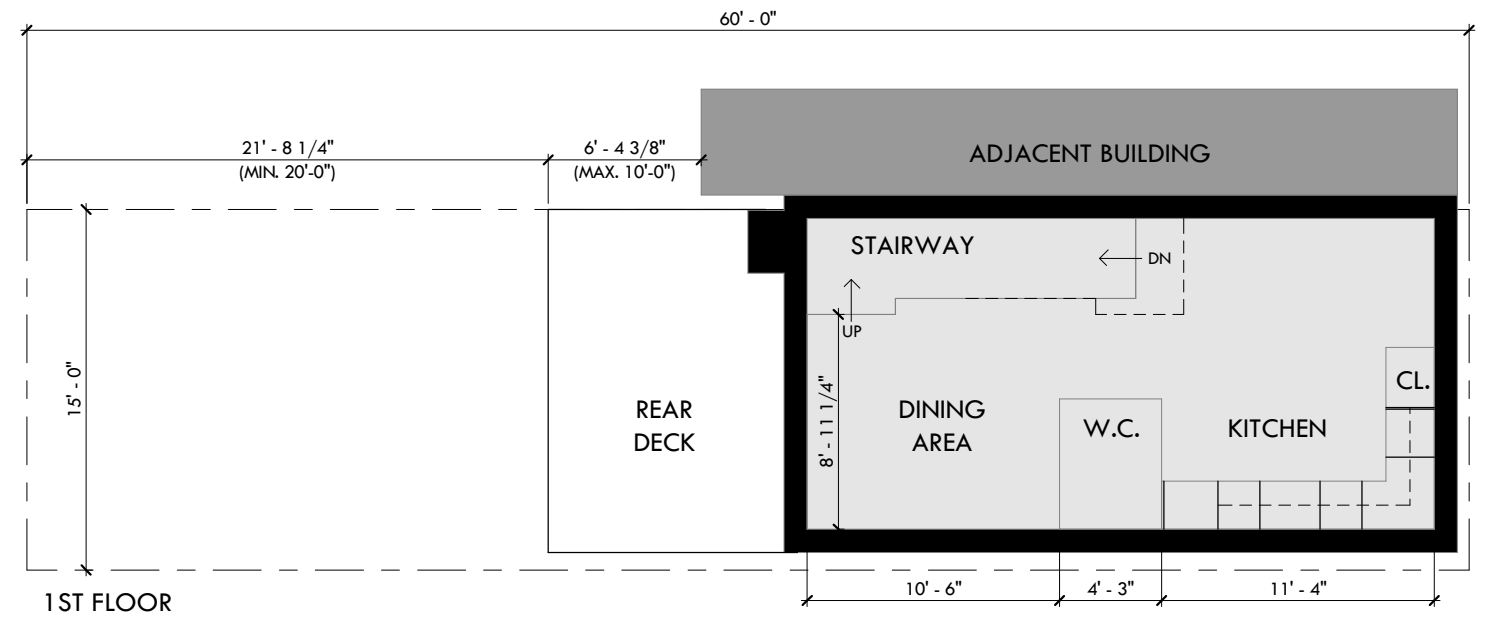 60' - 0"
ADJACENT BUILDING
21' - 8 1/4"
(MIN. 20'-0")
6' - 4 3/8"
(MAX. 10'-0")
STAIRWAY
DN
UP
15' - 0"
8' - 11 1/4"
REAR
DECK
DINING
AREA
W.C.
KITCHEN
CL.
10' - 6"
4' - 3"
11' - 4"
1ST FLOOR